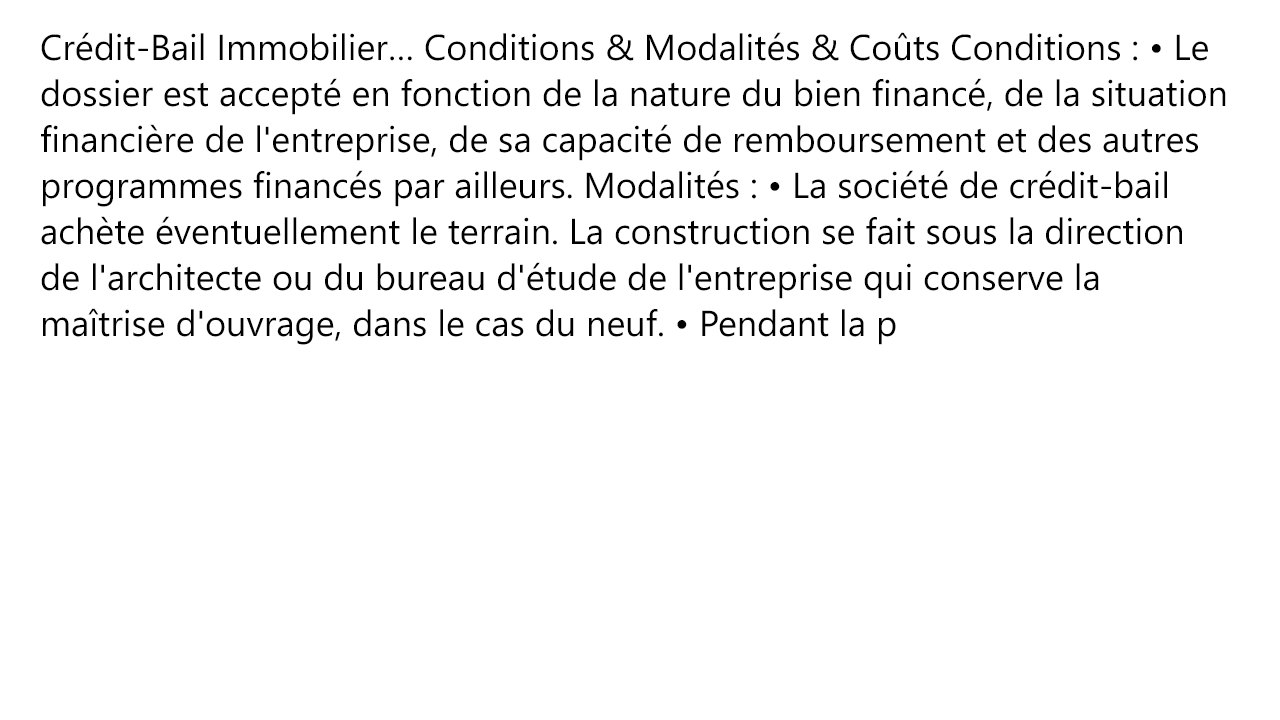 Crédit-Bail Immobilier… Conditions & Modalités & Coûts Conditions : • Le
dossier est accepté en fonction de la nature du bien financé, de la situation
financière de l'entreprise, de sa capacité de remboursement et des autres
programmes financés par ailleurs. Modalités : • La société de crédit-bail
achète éventuellement le terrain. La construction se fait sous la direction
de l'architecte ou du bureau d'étude de l'entreprise qui conserve la
maîtrise d'ouvrage, dans le cas du neuf. • Pendant la p